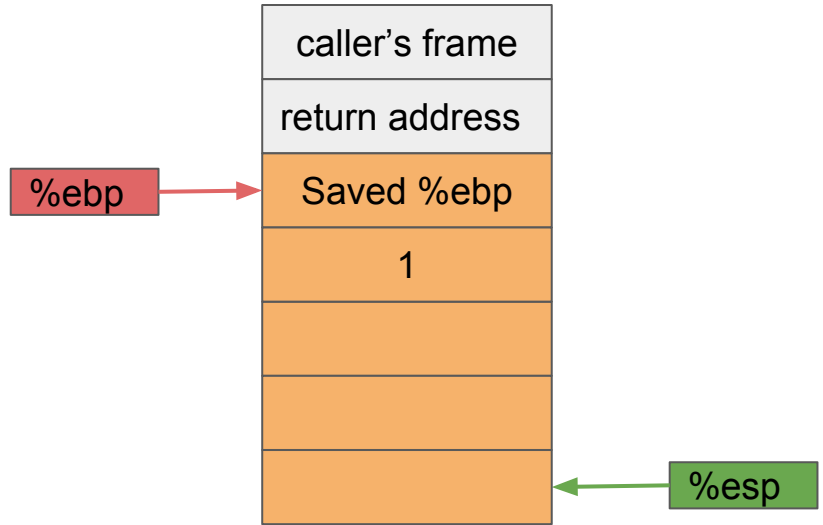 caller’s frame
return address
%ebp
Saved %ebp
1
%esp